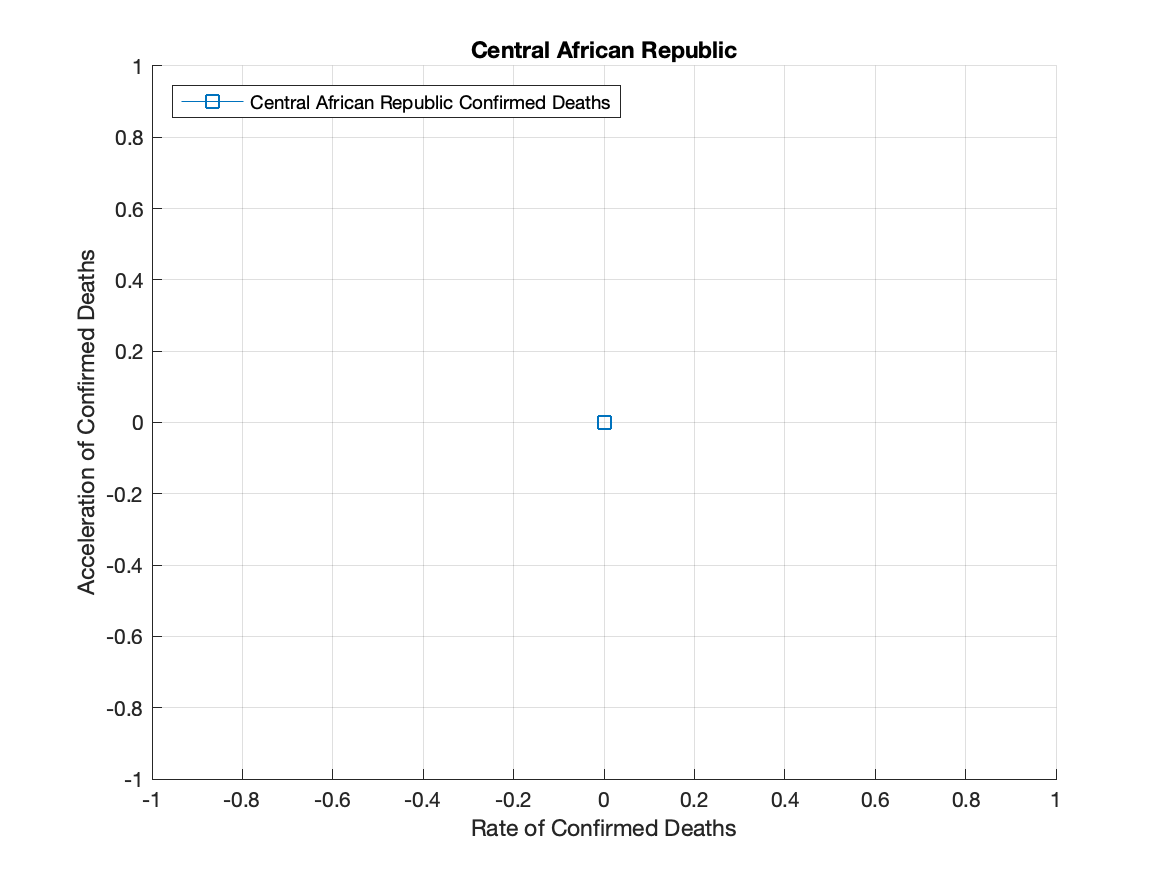 Central African Republic
Central African Republic Confirmed Deaths
1
0.8
0.6
0.4
0.2
0
-0.2
-0.4
-0.6
-0.8
-1
Acceleration of Confirmed Deaths
-1 -0.8 -0.6 -0.4 -0.2 0 0.2 0.4 0.6 0.8 1
Rate of Confirmed Deaths